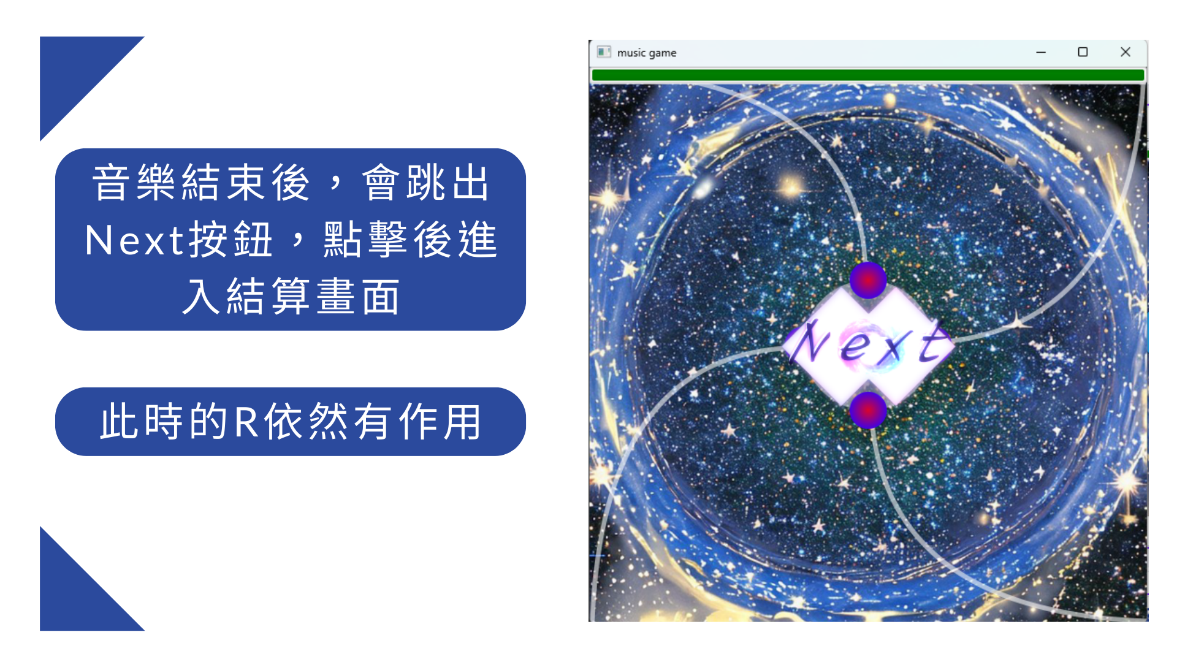 音樂結束後，會跳出
Next按鈕，點擊後進
入結算畫面
此時的R依然有作用
music game
Next